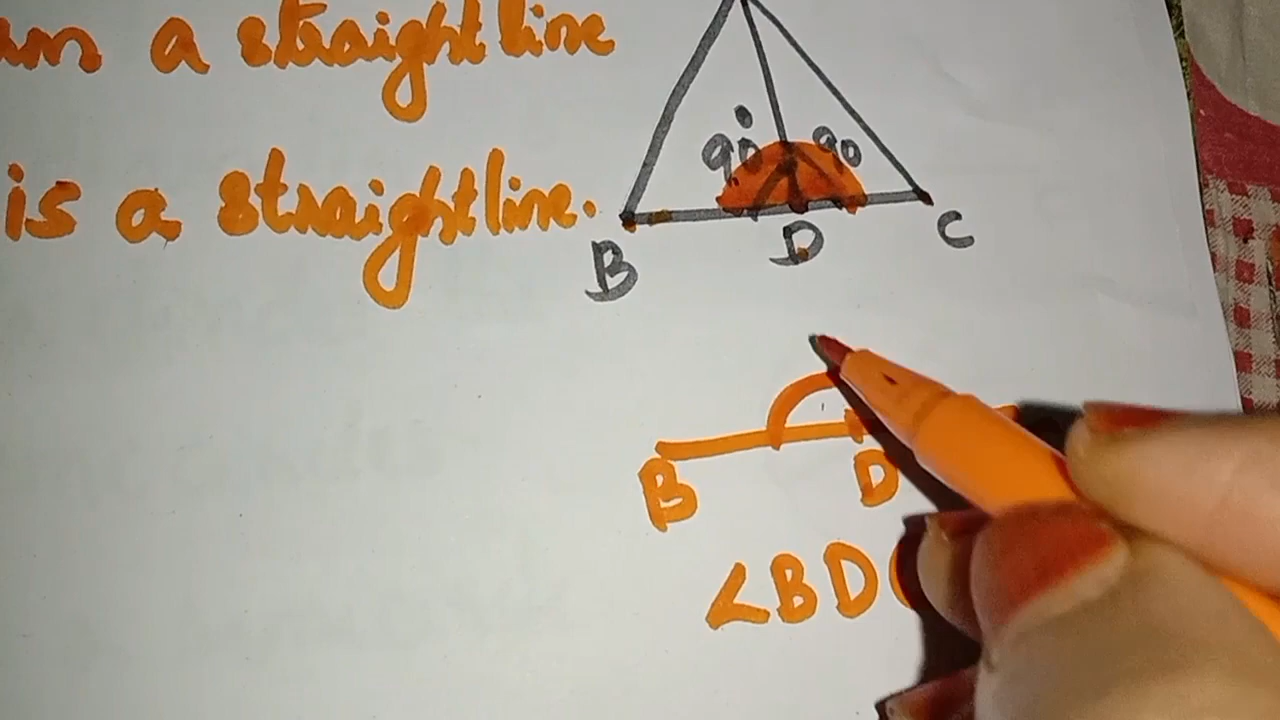 a straight line
is a straight line.
90° 90
B D C
B D
<BD